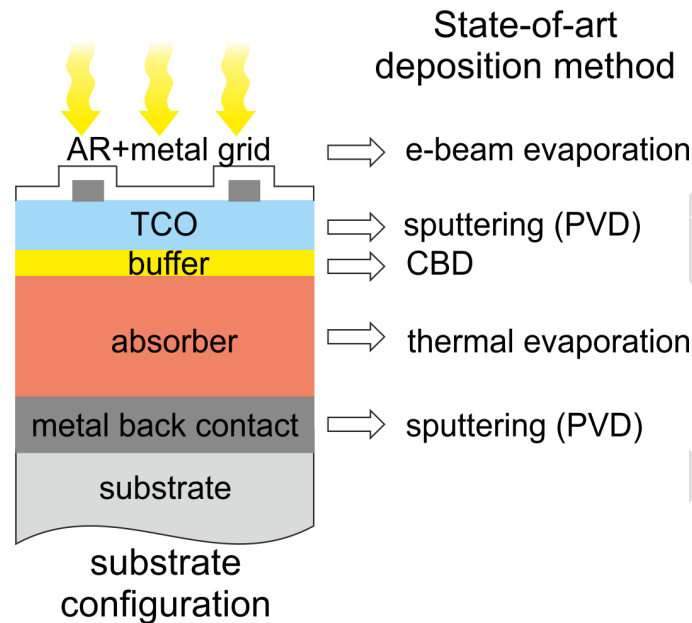 State-of-art
deposition method
AR+metal grid
e-beam evaporation
TCO
sputtering (PVD)
buffer
CBD
absorber
thermal evaporation
metal back contact
sputtering (PVD)
substrate
substrate
configuration